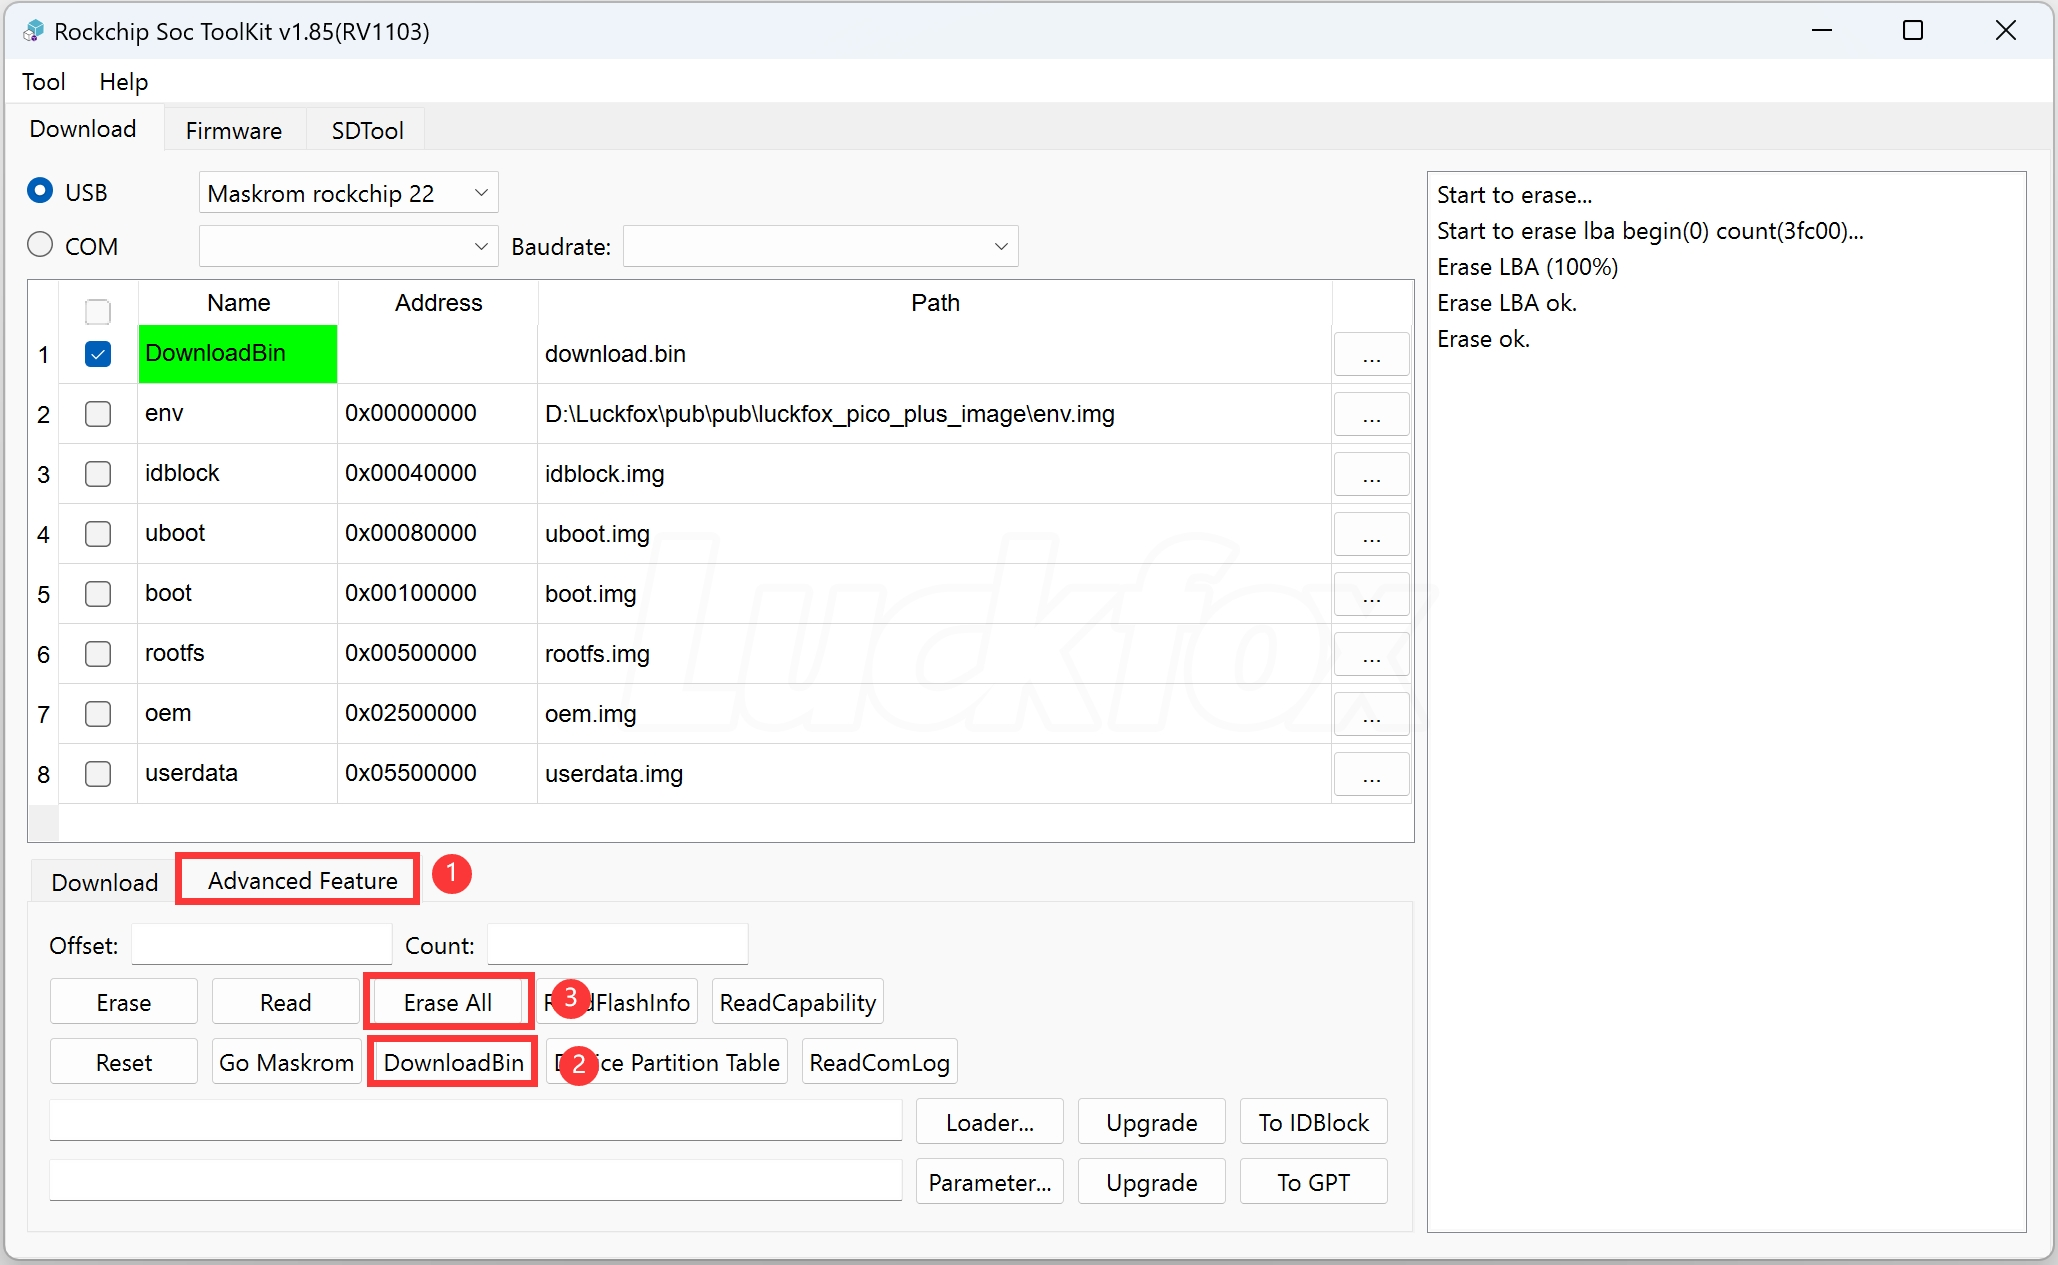 Rockchip Soc ToolKit v1.85(RV1103)
Tool Help
Download Firmware SDTool
USB Maskrom rockchip 22
COM Baudrate:
Name Address Path
1 DownloadBin download.bin ...
2 env 0x00000000 D:\Luckfox\pub\pub\luckfox_pico_plus_image\env.img ...
3 idblock 0x00040000 idblock.img ...
4 uboot 0x00080000 uboot.img ...
5 boot 0x00100000 boot.img ...
6 rootfs 0x00500000 rootfs.img ...
7 oem 0x02500000 oem.img ...
8 userdata 0x05500000 userdata.img ...
Luckfox
Download Advanced Feature 1
Offset: Count:
Erase Read Erase All 3 FlashInfo ReadCapability
Reset Go Maskrom DownloadBin 2 ice Partition Table ReadComLog
Loader... Upgrade To IDBlock
Parameter... Upgrade To GPT
Start to erase...
Start to erase lba begin(0) count(3fc00)...
Erase LBA (100%)
Erase LBA ok.
Erase ok.